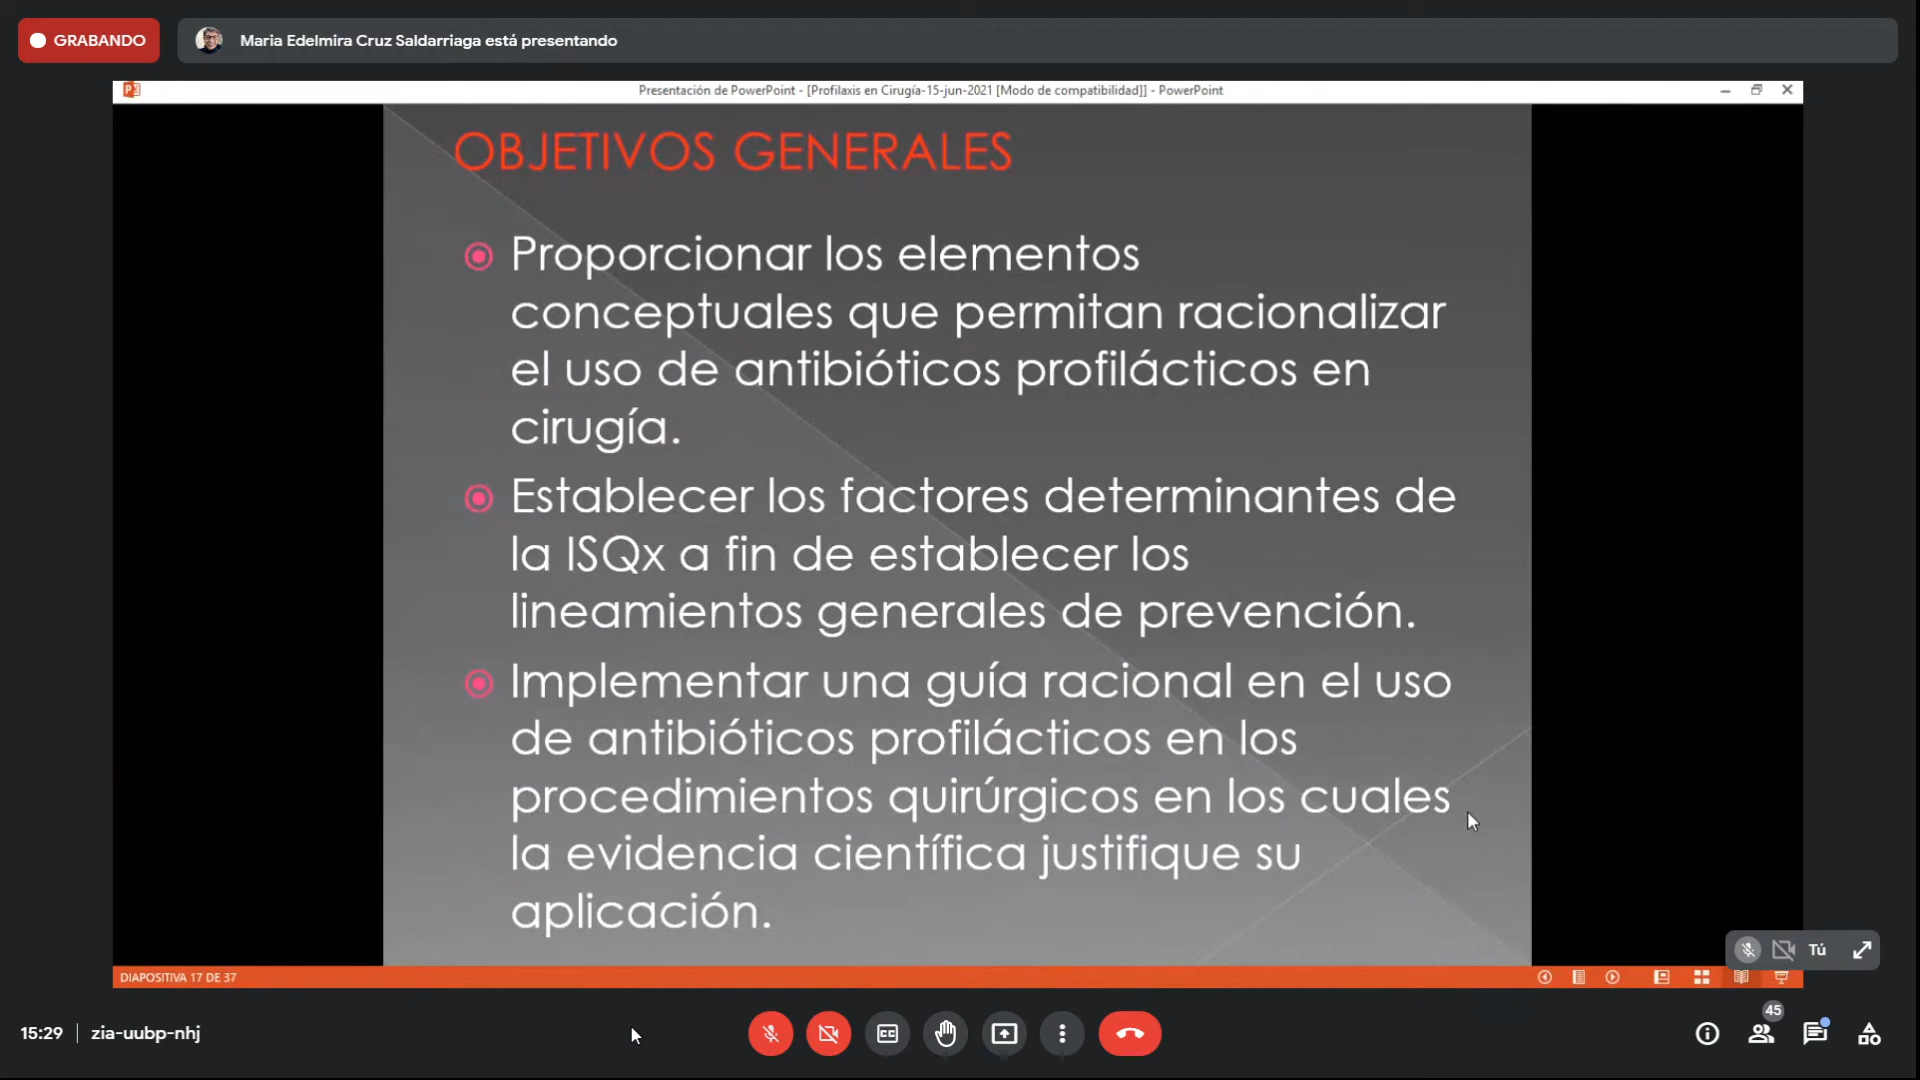 GRABANDO
Maria Edelmira Cruz Saldarriaga está presentando
Presentación de PowerPoint - [Profilaxis en Cirugía-15-jun-2021 [Modo de compatibilidad]] - PowerPoint
OBJETIVOS GENERALES
Proporcionar los elementos
conceptuales que permitan racionalizar
el uso de antibióticos profilácticos en
cirugía.
Establecer los factores determinantes de
la ISQx a fin de establecer los
lineamientos generales de prevención.
Implementar una guía racional en el uso
de antibióticos profilácticos en los
procedimientos quirúrgicos en los cuales
la evidencia científica justifique su
aplicación.
Tú
DIAPOSITIVA 17 DE 37
15:29 | zia-uubp-nhj
CC
45